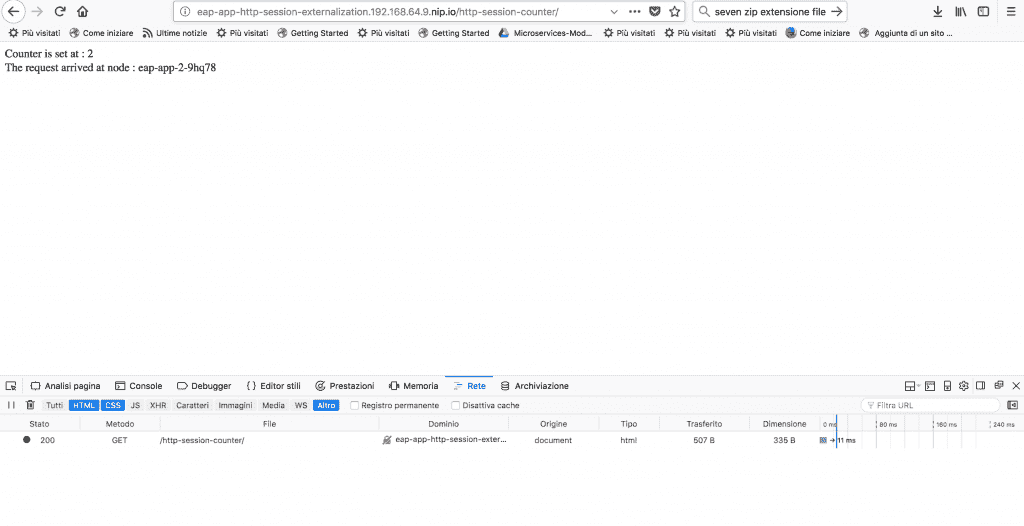 eap-app-http-session-externalization.192.168.64.9.nip.io/http-session-counter/ seven zip extensione file
Più visitati Come iniziare Ultime notizie Più visitati Getting Started Più visitati Getting Started Microservices-Mod... Più visitati Più visitati Più visitati Come iniziare Aggiunta di un sito ...
Counter is set at : 2
The request arrived at node : eap-app-2-9hq78
Analisi pagina Console Debugger Editor stili Prestazioni Memoria Rete Archiviazione
Tutti HTML CSS JS XHR Caratteri Immagini Media WS Altro Registro permanente Disattiva cache Filtra URL
Stato Metodo File Dominio Origine Tipo Trasferito Dimensione 0 ms 80 ms 160 ms 240 ms
200 GET /http-session-counter/ eap-app-http-session-exter... document html 507 B 335 B → 11 ms